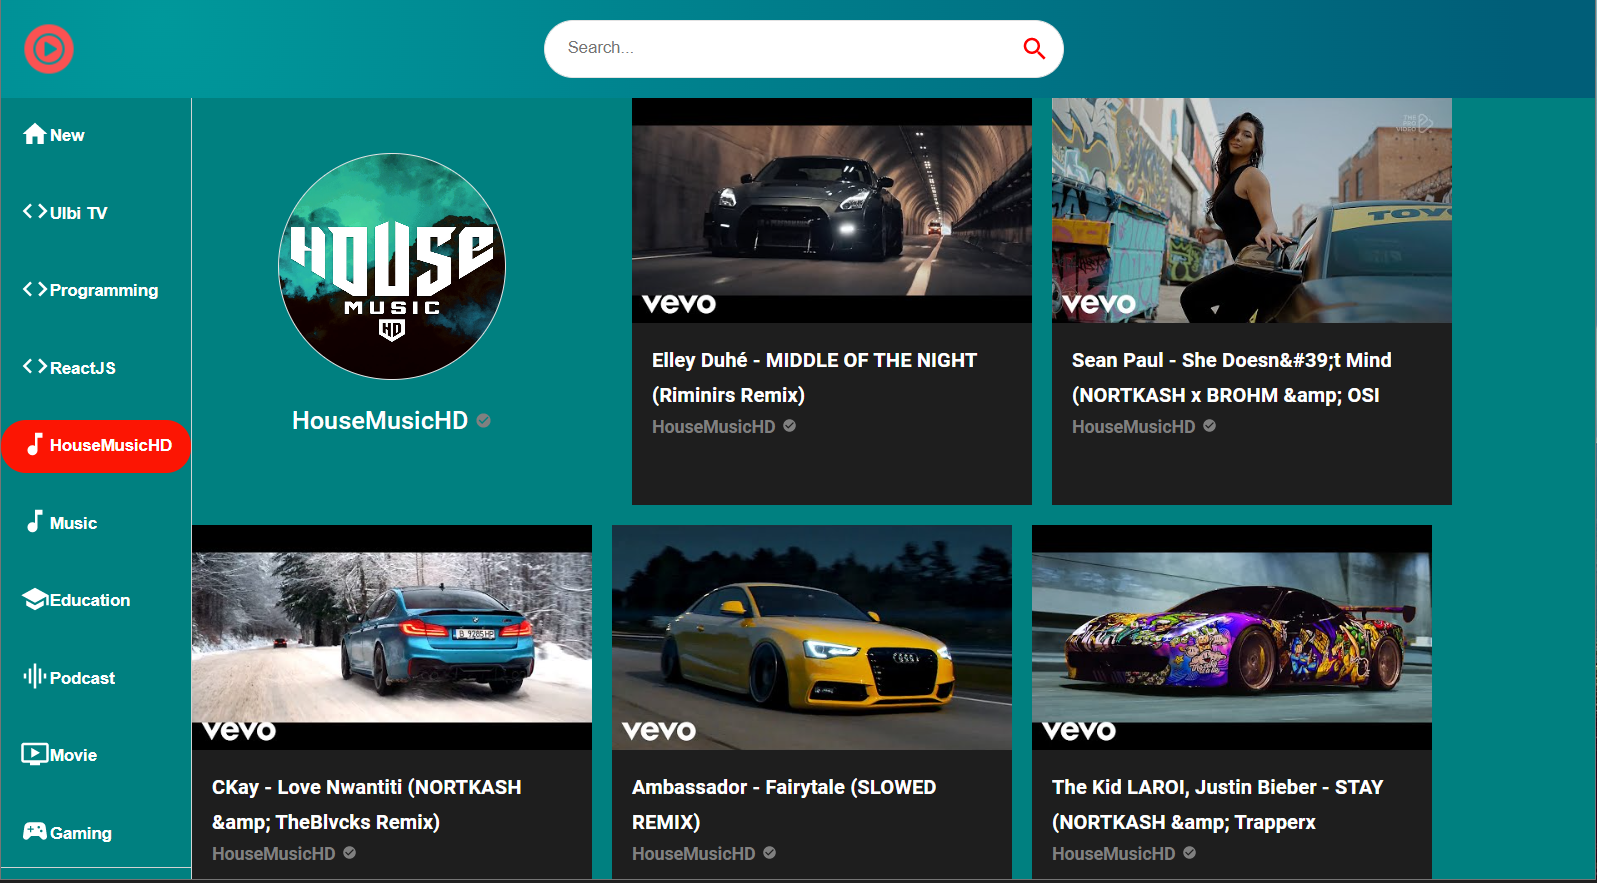 Search...
New
Ulbi TV
Programming
ReactJS
HouseMusicHD
Music
Education
Podcast
Movie
Gaming
HOUSE
MUSIC
HD
HouseMusicHD
vevo
Elley Duhé - MIDDLE OF THE NIGHT
(Riminirs Remix)
HouseMusicHD
TOYO
vevo
Sean Paul - She Doesn&#39;t Mind
(NORTKASH x BROHM &amp; OSI
HouseMusicHD
vevo
CKay - Love Nwantiti (NORTKASH
&amp; TheBlvcks Remix)
HouseMusicHD
vevo
Ambassador - Fairytale (SLOWED
REMIX)
HouseMusicHD
vevo
The Kid LAROI, Justin Bieber - STAY
(NORTKASH &amp; Trapperx
HouseMusicHD